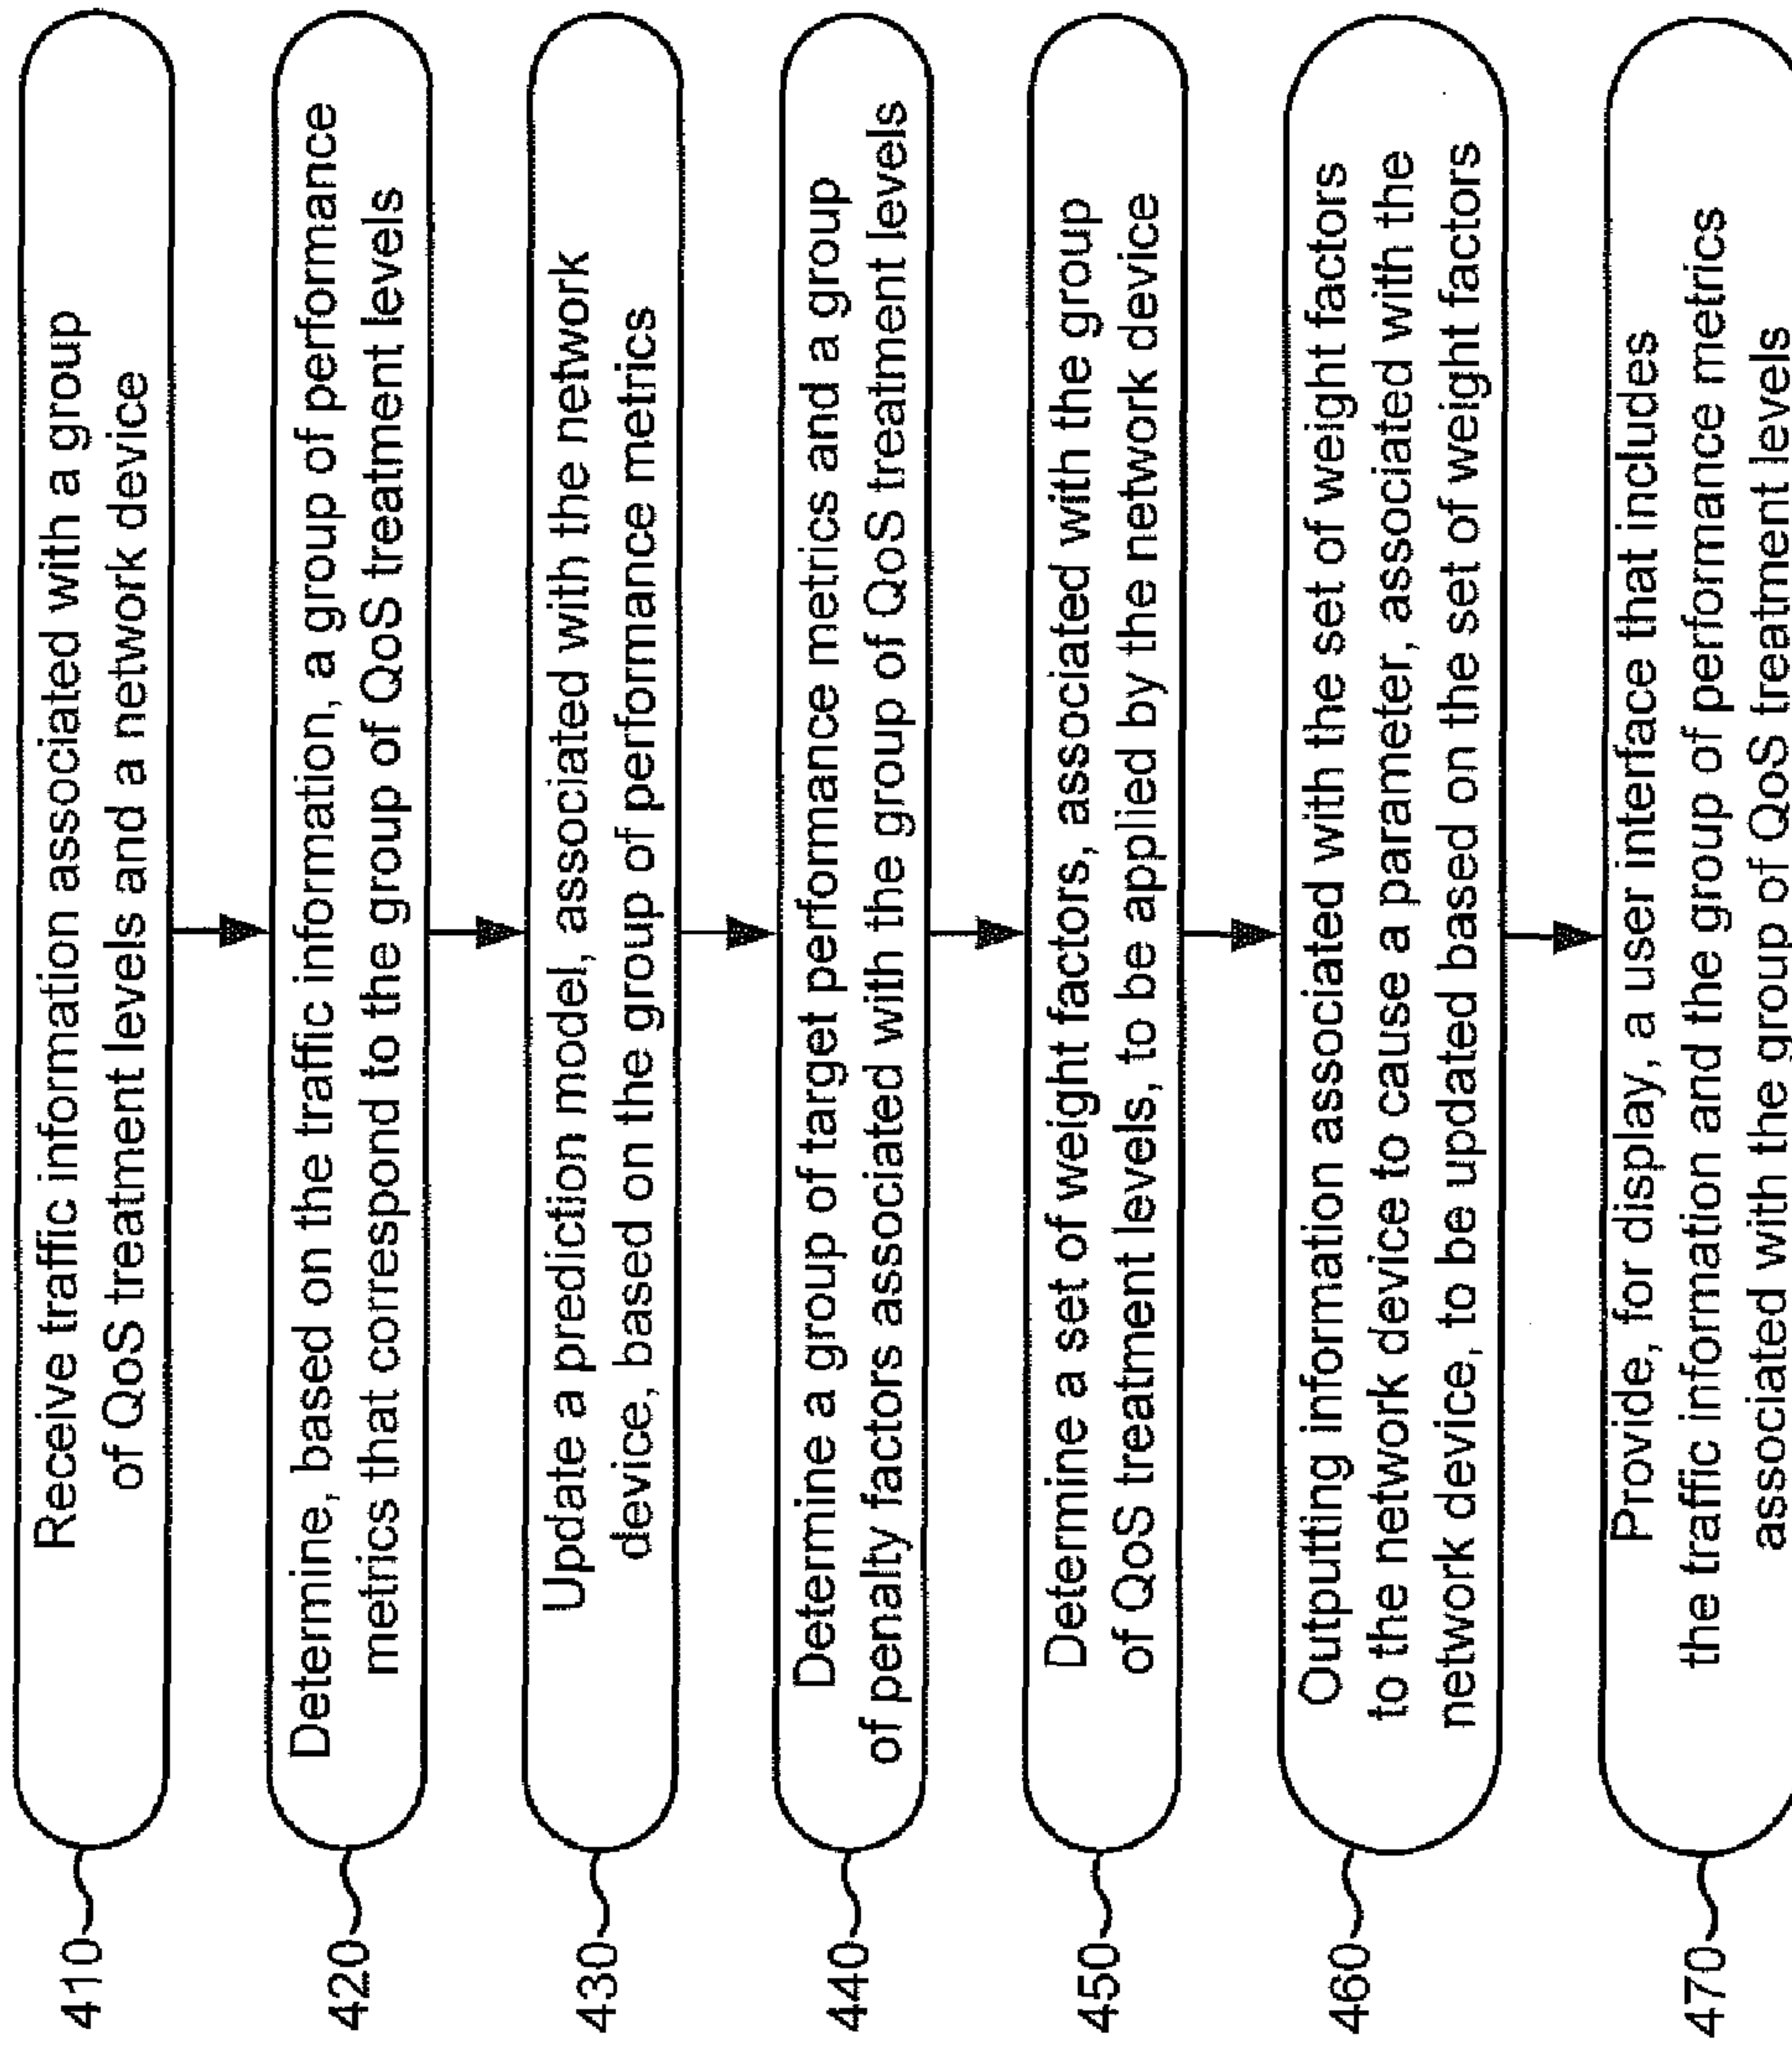 410
Receive traffic information associated with a group
of QoS treatment levels and a network device
420
Determine, based on the traffic information, a group of performance
metrics that correspond to the group of QoS treatment levels
430
Update a prediction model, associated with the network
device, based on the group of performance metrics
440
Determine a group of target performance metrics and a group
of penalty factors associated with the group of QoS treatment levels
450
Determine a set of weight factors, associated with the group
of QoS treatment levels, to be applied by the network device
460
Outputing information associated with the set of weight factors
to the network device to cause a parameter, associated with the
network device, to be updated based on the set of weight factors
470
Provide, for display, a user interface that includes
the traffic information and the group of performance metrics
associated with the group of QoS treatment levels